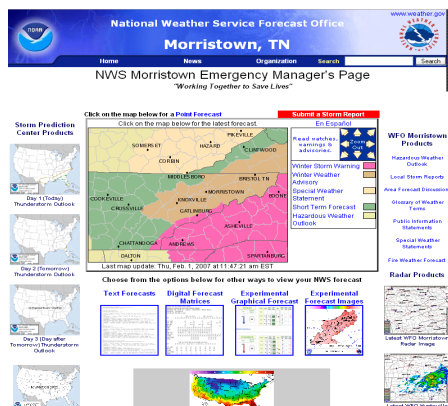 www.weather.gov
National Weather Service Forecast Office
NOAA
Morristown, TN
Home News Organization Search Search
NWS Morristown Emergency Manager's Page
"Working Together to Save Lives"
Click on the map below for a Point Forecast
Submit a Storm Report
Click on the map below for the latest forecast.
En Español
Read watches, warnings & advisories.
Zoom Out
PIKEVILLE
SOMERSET
HAZARD
CLINTWOOD
CORBIN
MIDDLESBORO
BRISTOL TN
MORRISTOWN
BOONE
COOKEVILLE
KNOXVILLE
CROSSVILLE
GATLINBURG
ASHEVILLE
CHATTANOOGA
ANDREWS
DALTON
SPARTANBURG
Winter Storm Warning
Winter Weather
Advisory
Special Weather
Statement
Short Term Forecast
Hazardous Weather
Outlook
Last map update: Thu, Feb. 1, 2007 at 11:47:21 am EST
Storm Prediction
Center Products
Day 1 (Today)
Thunderstorm Outlook
Day 2 (Tomorrow)
Thunderstorm Outlook
Day 3 (Day after
Tomorrow) Thunderstorm
Outlook
Choose from the options below for other ways to view your NWS forecast
Text Forecasts
Digital Forecast
Matrices
Experimental
Graphical Forecast
Experimental
Forecast Images
WFO Morristown
Products
Hazardous Weather
Outlook
Local Storm Reports
Area Forecast Discussion
Glossary of Weather
Terms
Public Information
Statements
Special Weather
Statement
Fire Weather Forecast
Radar Products
Latest WFO Morristown
Radar Image